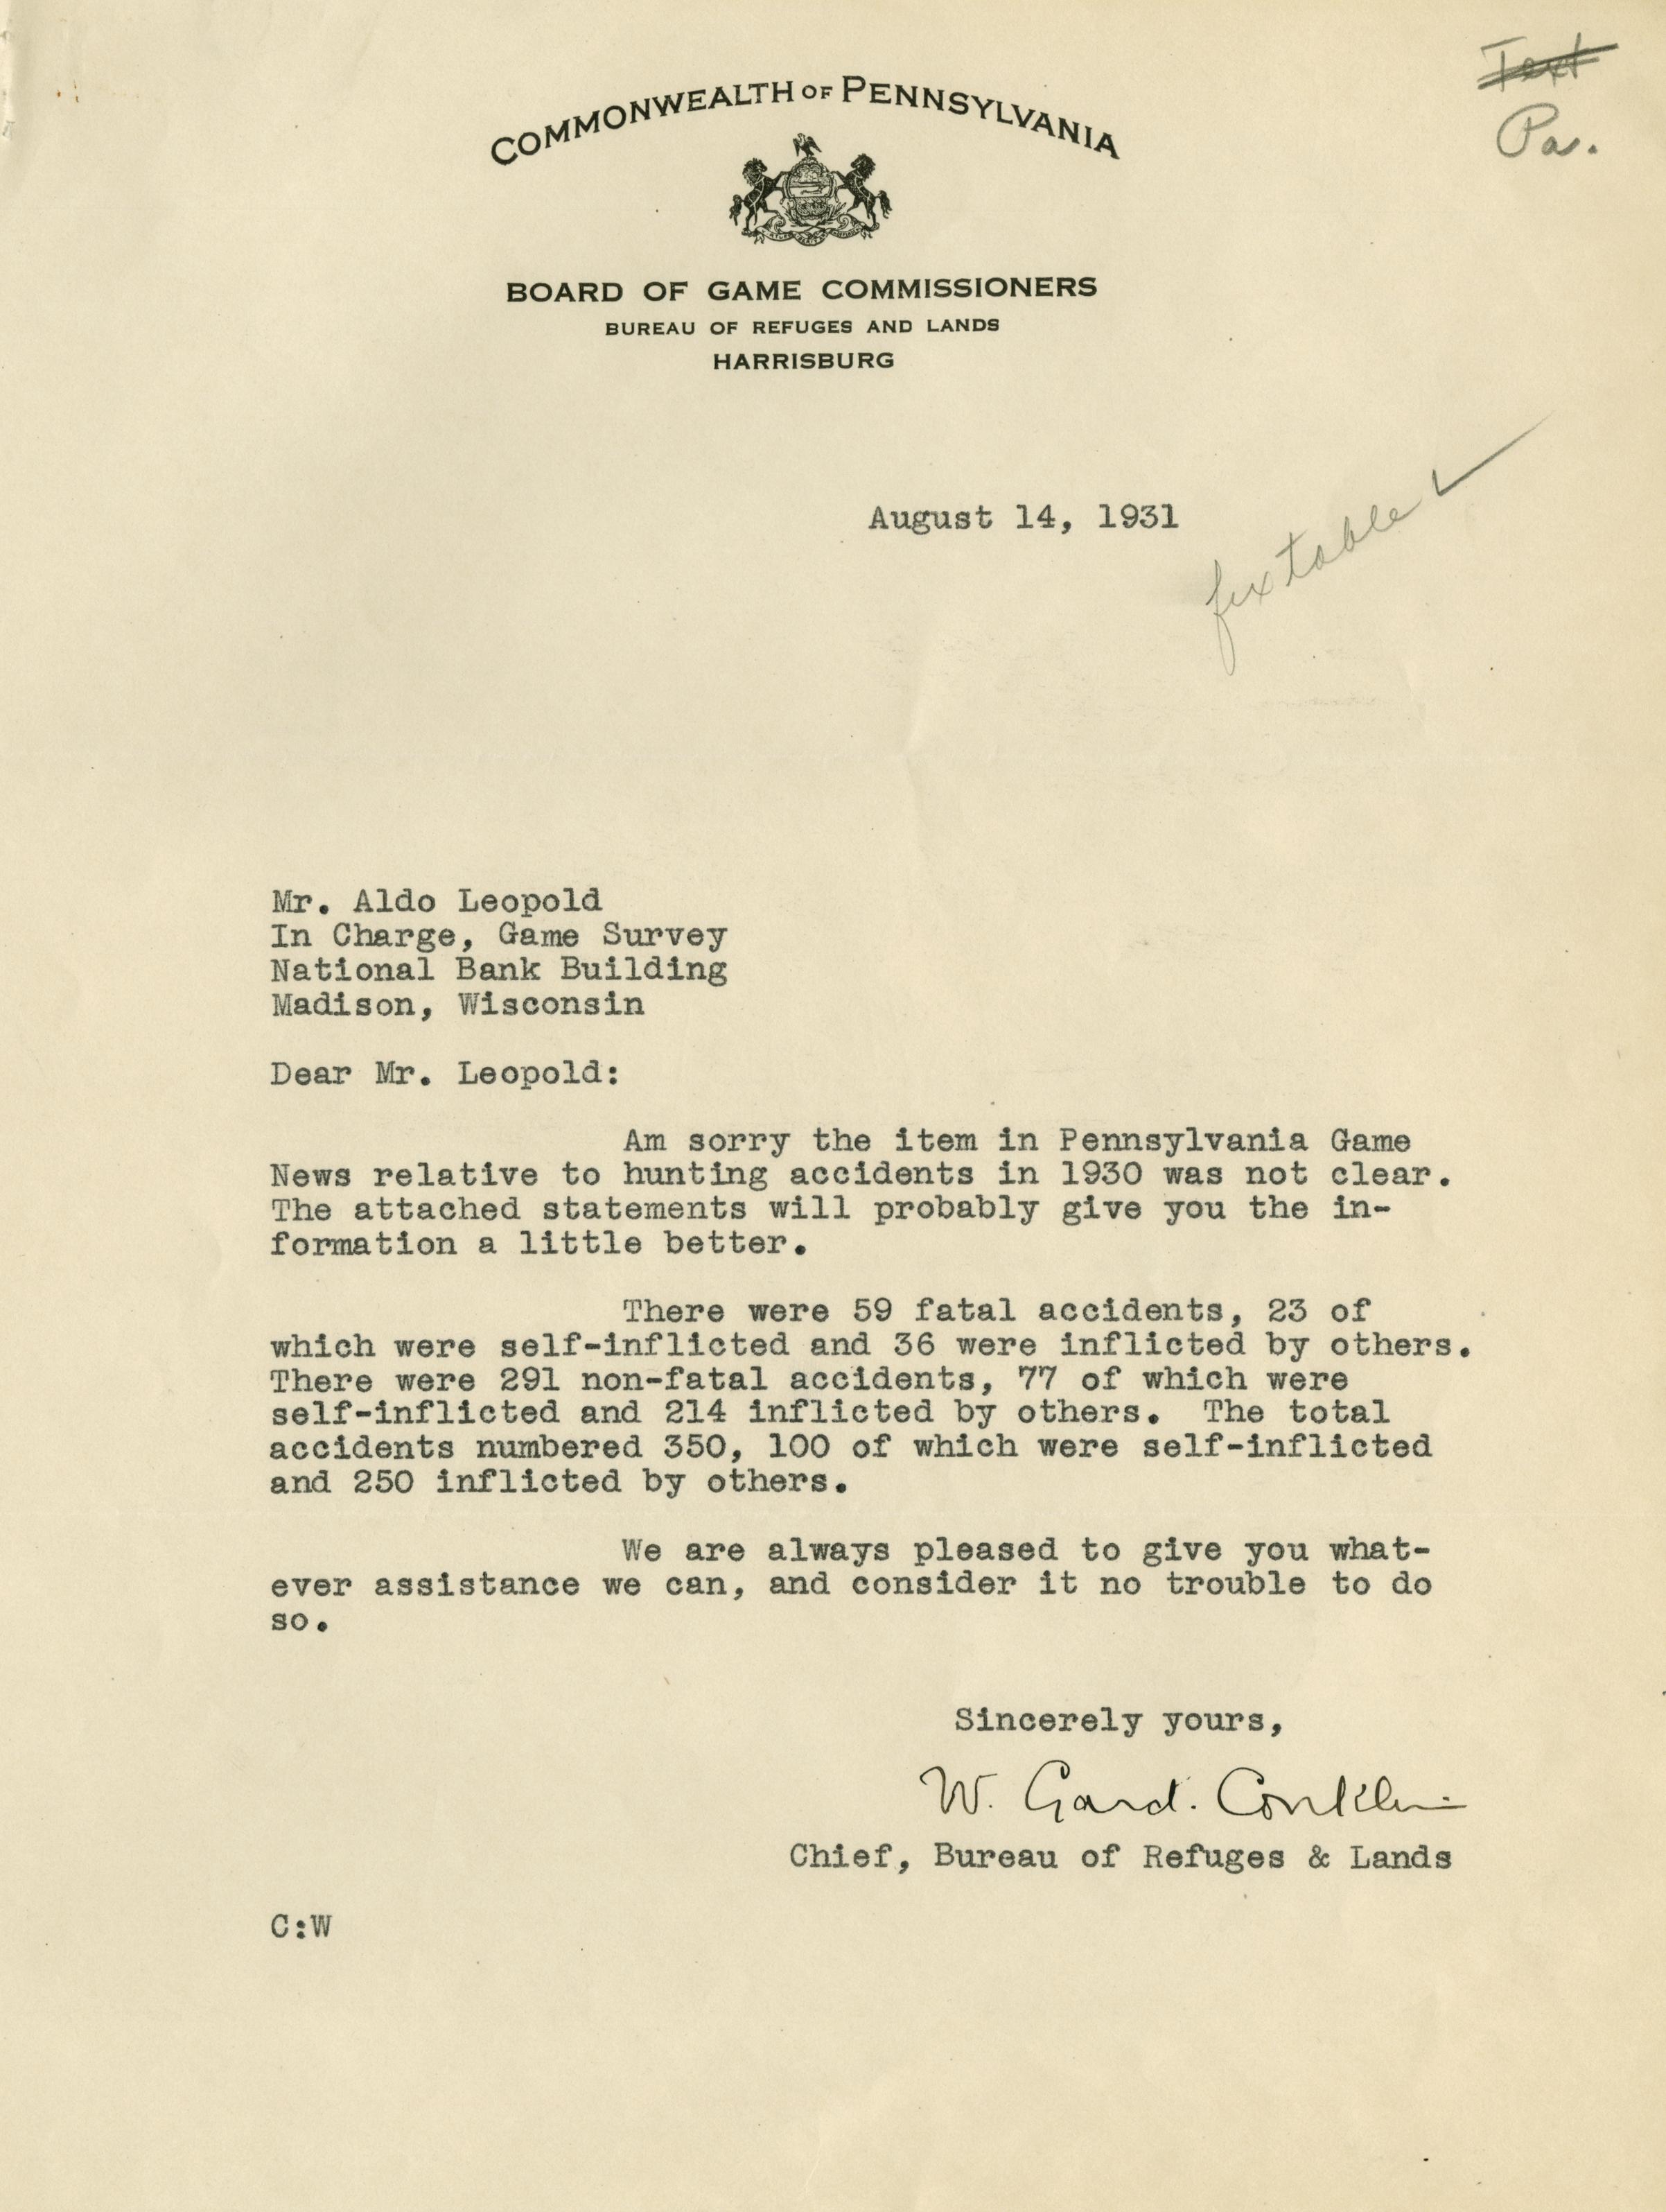 Text
Pa.
COMMONWEALTH OF PENNSYLVANIA
BOARD OF GAME COMMISSIONERS
BUREAU OF REFUGES AND LANDS
HARRISBURG
August 14, 1931
fix table ✓
Mr. Aldo Leopold
In Charge, Game Survey
National Bank Building
Madison, Wisconsin
Dear Mr. Leopold:
Am sorry the item in Pennsylvania Game
News relative to hunting accidents in 1930 was not clear.
The attached statements will probably give you the in-
formation a little better.
There were 59 fatal accidents, 23 of
which were self-inflicted and 36 were inflicted by others.
There were 291 non-fatal accidents, 77 of which were
self-inflicted and 214 inflicted by others. The total
accidents numbered 350, 100 of which were self-inflicted
and 250 inflicted by others.
We are always pleased to give you what-
ever assistance we can, and consider it no trouble to do
so.
Sincerely yours,
W. Gard. Conklin
Chief, Bureau of Refuges & Lands
C:W